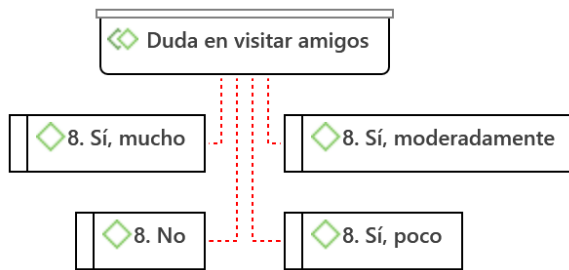 Duda en visitar amigos
8. Sí, mucho
8. Sí, moderadamente
8. No
8. Sí, poco